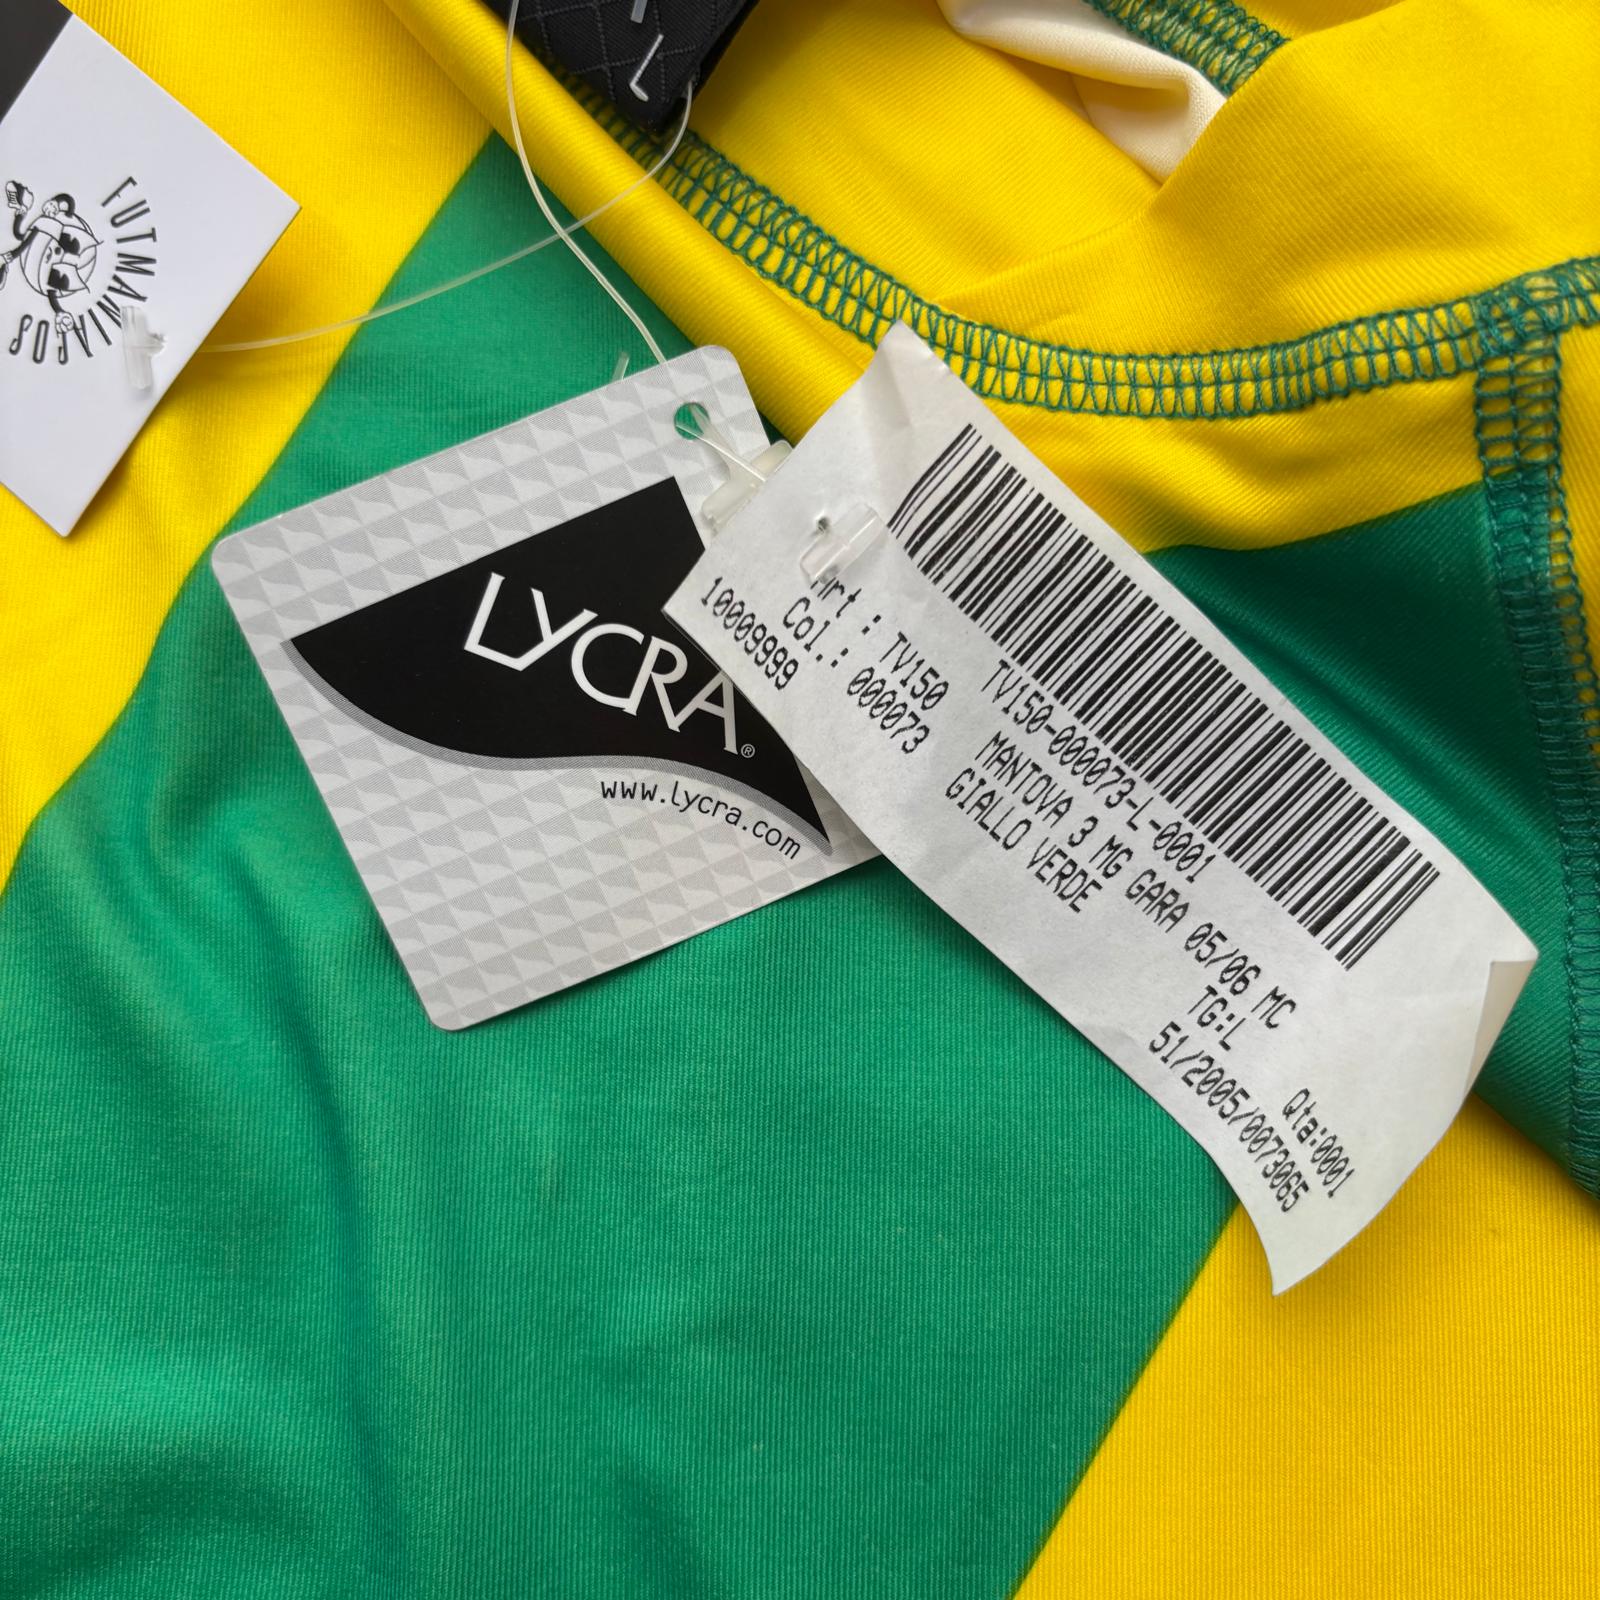 L
FUTMANIACOS
LYCRA®
www.lycra.com
TV150-000073-L-0001
Art : TV150 MANTOVA 3 MG GARA 05/06 MC
Col.: 000073 GIALLO VERDE TG:L
10009999
Qta:0001
51/2005/0073065